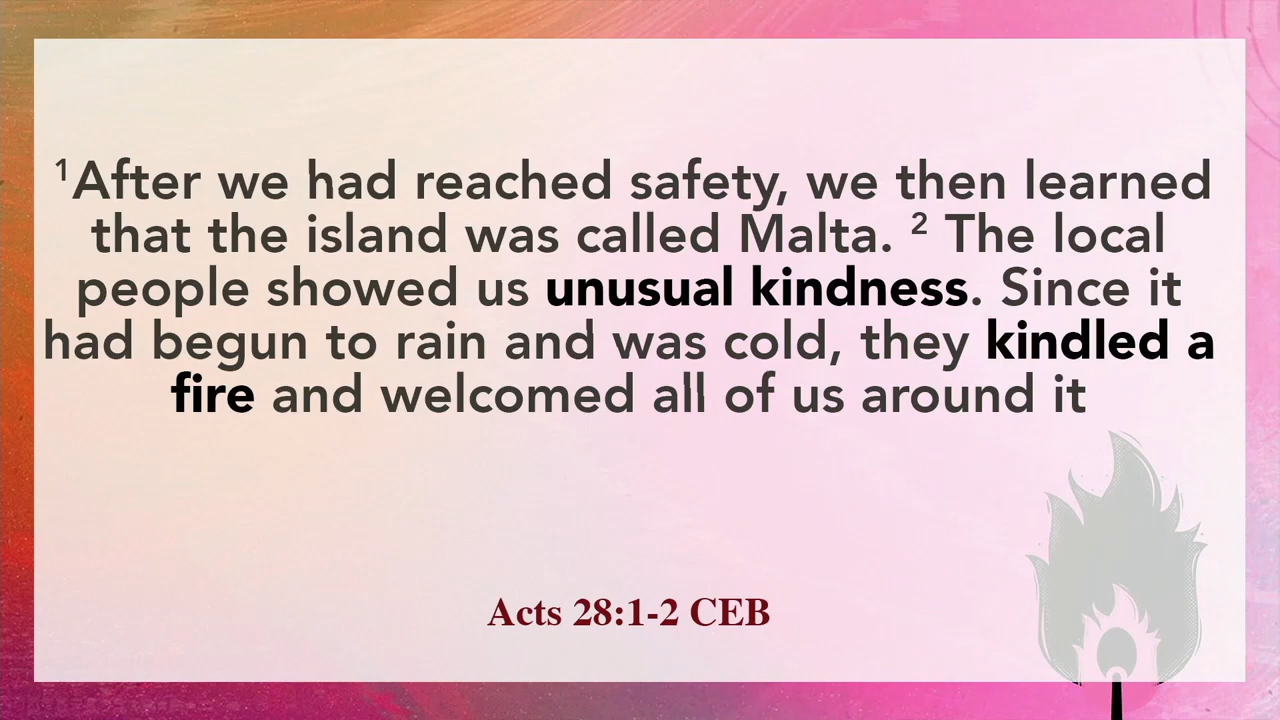 ¹After we had reached safety, we then learned
that the island was called Malta. ² The local
people showed us unusual kindness. Since it
had begun to rain and was cold, they kindled a
fire and welcomed all of us around it
Acts 28:1-2 CEB